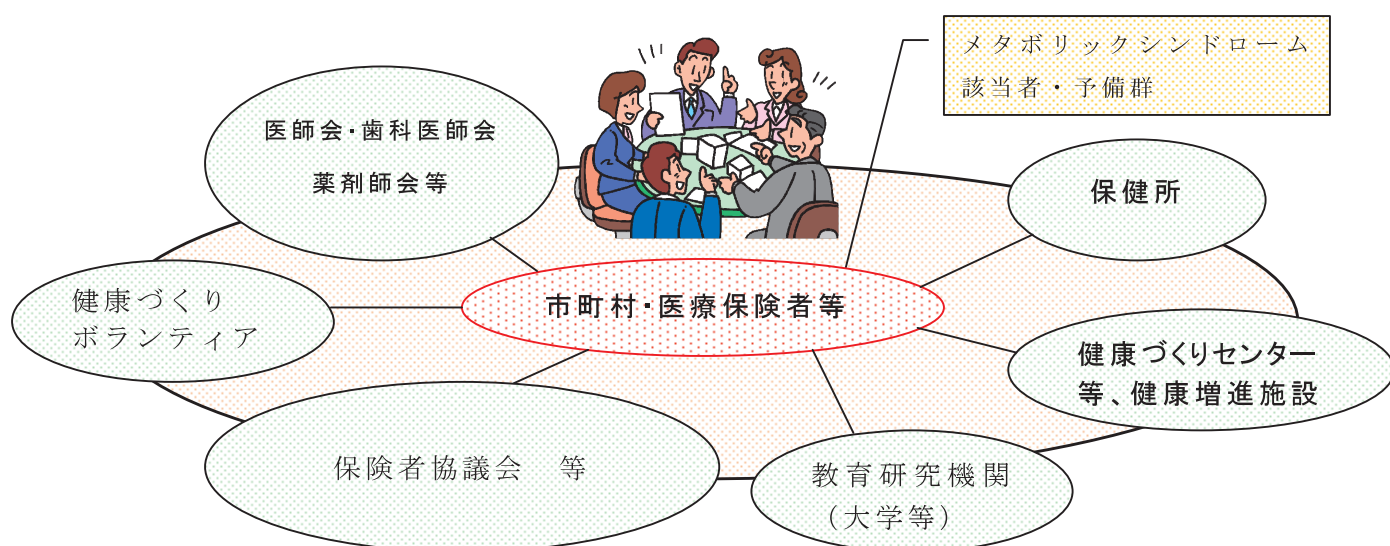 メタボリックシンドローム
該当者・予備群
医師会・歯科医師会
薬剤師会等
保健所
健康づくり
ボランティア
市町村・医療保険者等
健康づくりセンター
等、健康増進施設
保険者協議会　等
教育研究機関
（大学等）